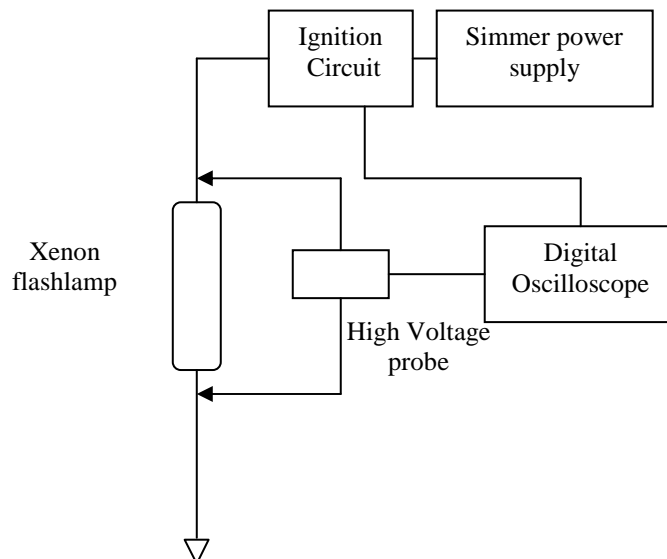 Ignition
Circuit
Simmer power
supply
Xenon
flashlamp
Digital
Oscilloscope
High Voltage
probe